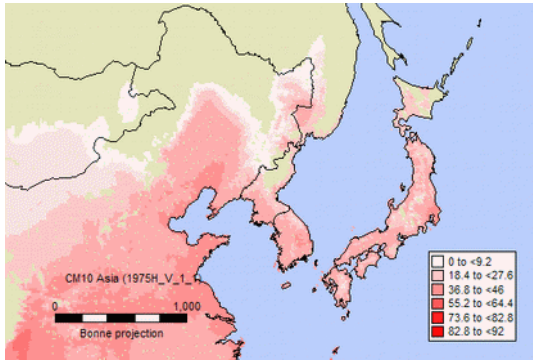 CM10 Asia (1975H_V_1_1)
0 1,000
Bonne projection
0 to <9.2
18.4 to <27.6
36.8 to <46
55.2 to <64.4
73.6 to <82.8
82.8 to <92